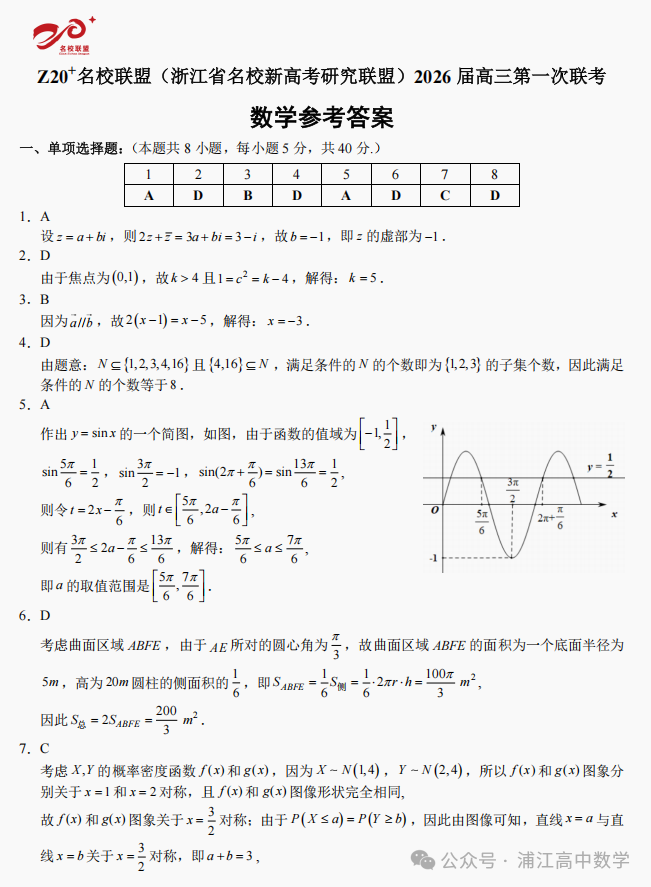 名校联盟
Z20⁺名校联盟（浙江省名校新高考研究联盟）2026 届高三第一次联考
数学参考答案
一、单项选择题：（本题共 8 小题，每小题 5 分，共 40 分.）
1 2 3 4 5 6 7 8
A D B D A D C D
1．A
设 z = a + bi，则 2z + z̅ = 3a + bi = 3 − i，故 b = −1，即 z 的虚部为 −1．
2．D
由于焦点为 (0,1)，故 k > 4 且 1 = c² = k − 4，解得：k = 5．
3．B
因为 a⃗//b⃗，故 2(x−1) = x−5，解得：x = −3．
4．D
由题意：N ⊆ {1,2,3,4,16} 且 {4,16} ⊆ N，满足条件的 N 的个数即为 {1,2,3} 的子集个数，因此满足
条件的 N 的个数等于 8．
5．A
作出 y = sin x 的一个简图，如图，由于函数的值域为 [−1, 1/2]，
sin 5π/6 = 1/2，sin 3π/2 = −1，sin(2π + π/6) = sin 13π/6 = 1/2，
则令 t = 2x − π/6，则 t ∈ [5π/6, 2a − π/6]，
则有 3π/2 ≤ 2a − π/6 ≤ 13π/6，解得：5π/6 ≤ a ≤ 7π/6，
即 a 的取值范围是 [5π/6, 7π/6]．
y
y = 1/2
3π/2
O
5π/6
2π+π/6
x
-1
6．D
考虑曲面区域 ABFE，由于 AE 所对的圆心角为 π/3，故曲面区域 ABFE 的面积为一个底面半径为
5m，高为 20m 圆柱的侧面积的 1/6，即 S_ABFE = 1/6 S侧 = 1/6 · 2πr · h = 100π/3 m²，
因此 S总 = 2S_ABFE = 200/3 m²．
7．C
考虑 X,Y 的概率密度函数 f(x) 和 g(x)，因为 X ~ N(1,4)，Y ~ N(2,4)，所以 f(x) 和 g(x) 图象分
别关于 x = 1 和 x = 2 对称，且 f(x) 和 g(x) 图像形状完全相同,
故 f(x) 和 g(x) 图象关于 x = 3/2 对称；由于 P(X ≤ a) = P(Y ≥ b)，因此由图像可知，直线 x = a 与直
线 x = b 关于 x = 3/2 对称，即 a + b = 3，
公众号 · 浦江高中数学